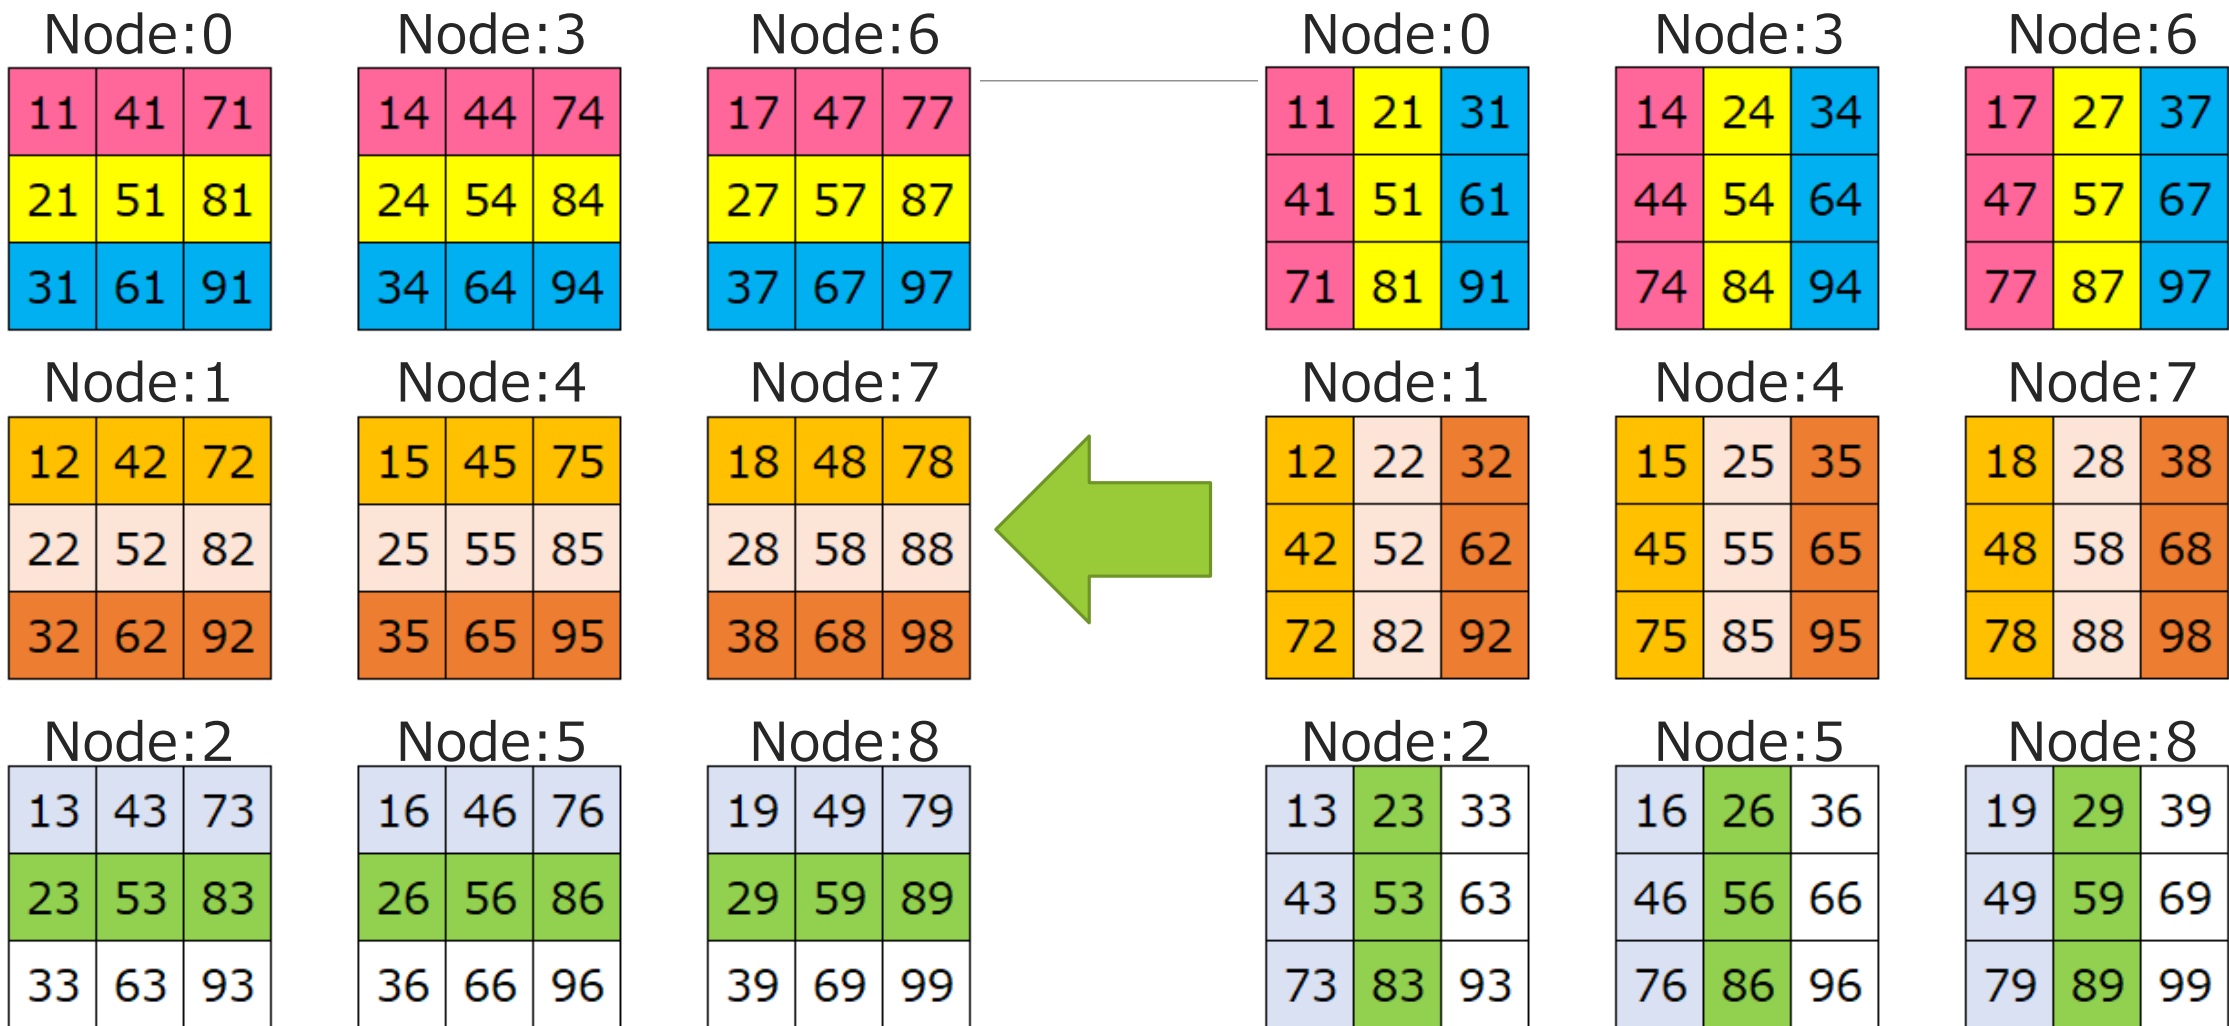 Node:0 Node:3 Node:6 Node:0 Node:3 Node:6
11 41 71 14 44 74 17 47 77 11 21 31 14 24 34 17 27 37
21 51 81 24 54 84 27 57 87 41 51 61 44 54 64 47 57 67
31 61 91 34 64 94 37 67 97 71 81 91 74 84 94 77 87 97
Node:1 Node:4 Node:7 Node:1 Node:4 Node:7
12 42 72 15 45 75 18 48 78 12 22 32 15 25 35 18 28 38
22 52 82 25 55 85 28 58 88 42 52 62 45 55 65 48 58 68
32 62 92 35 65 95 38 68 98 72 82 92 75 85 95 78 88 98
Node:2 Node:5 Node:8 Node:2 Node:5 Node:8
13 43 73 16 46 76 19 49 79 13 23 33 16 26 36 19 29 39
23 53 83 26 56 86 29 59 89 43 53 63 46 56 66 49 59 69
33 63 93 36 66 96 39 69 99 73 83 93 76 86 96 79 89 99